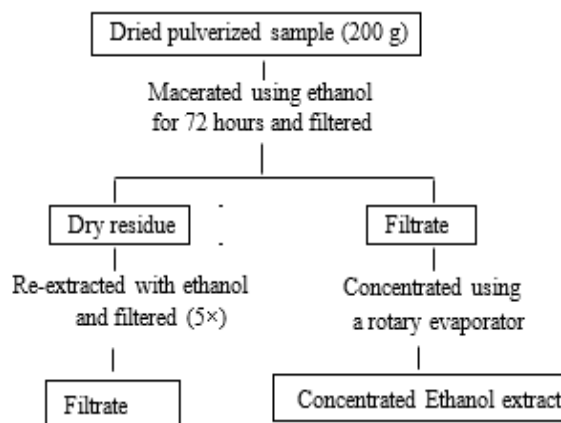 Dried pulverized sample (200 g)
Macerated using ethanol
for 72 hours and filtered
Dry residue
Filtrate
Re-extracted with ethanol
and filtered (5×)
Concentrated using
a rotary evaporator
Filtrate
Concentrated Ethanol extract